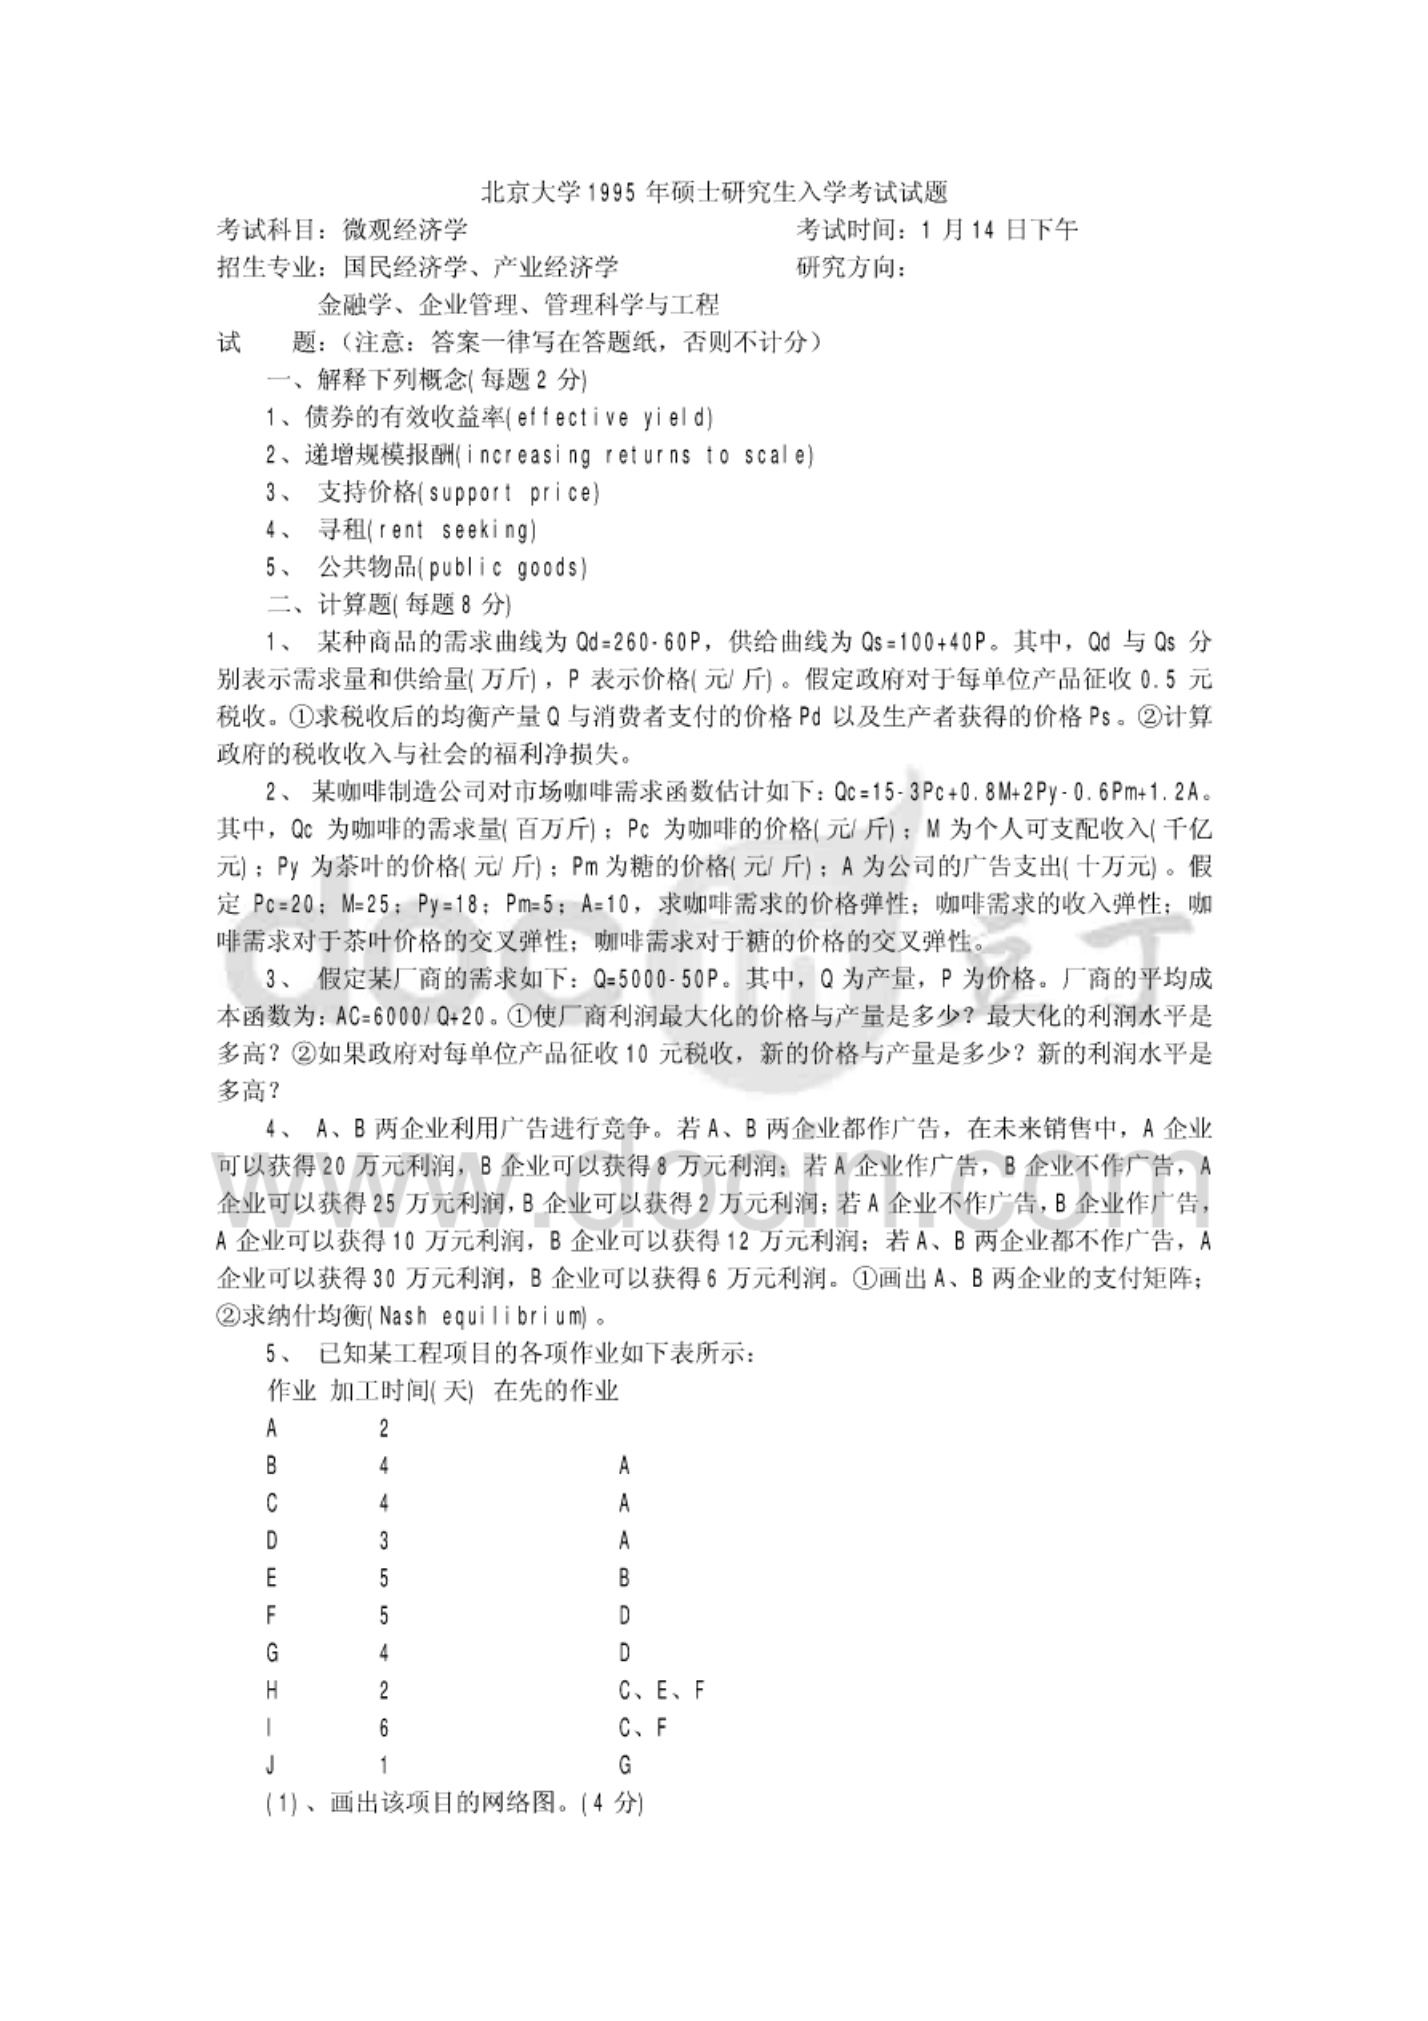 北京大学1995 年硕士研究生入学考试试题
考试科目：微观经济学 考试时间：1 月14 日下午
招生专业：国民经济学、产业经济学 研究方向：
金融学、企业管理、管理科学与工程
试 题：（注意：答案一律写在答题纸，否则不计分）
一、解释下列概念(每题2 分)
1、债券的有效收益率(effective yield)
2、递增规模报酬(increasing returns to scale)
3、 支持价格(support price)
4、 寻租(rent seeking)
5、 公共物品(public goods)
二、计算题(每题8 分)
1、 某种商品的需求曲线为Qd=260-60P，供给曲线为Qs=100+40P。其中，Qd 与Qs 分
别表示需求量和供给量(万斤)，P 表示价格(元/斤)。假定政府对于每单位产品征收0.5 元
税收。①求税收后的均衡产量Q 与消费者支付的价格Pd 以及生产者获得的价格Ps。②计算
政府的税收收入与社会的福利净损失。
2、 某咖啡制造公司对市场咖啡需求函数估计如下：Qc=15-3Pc+0.8M+2Py-0.6Pm+1.2A。
其中，Qc 为咖啡的需求量(百万斤)；Pc 为咖啡的价格(元/斤)；M 为个人可支配收入(千亿
元)；Py 为茶叶的价格(元/斤)；Pm 为糖的价格(元/斤)；A 为公司的广告支出(十万元)。假
定 Pc=20；M=25；Py=18；Pm=5；A=10，求咖啡需求的价格弹性；咖啡需求的收入弹性；咖
啡需求对于茶叶价格的交叉弹性；咖啡需求对于糖的价格的交叉弹性。
3、 假定某厂商的需求如下：Q=5000-50P。其中，Q 为产量，P 为价格。厂商的平均成
本函数为：AC=6000/Q+20。①使厂商利润最大化的价格与产量是多少？最大化的利润水平是
多高？②如果政府对每单位产品征收10 元税收，新的价格与产量是多少？新的利润水平是
多高？
4、 A、B 两企业利用广告进行竞争。若A、B 两企业都作广告，在未来销售中，A 企业
可以获得20 万元利润，B 企业可以获得8 万元利润；若A 企业作广告，B 企业不作广告，A
企业可以获得25 万元利润，B 企业可以获得2 万元利润；若A 企业不作广告，B 企业作广告，
A 企业可以获得10 万元利润，B 企业可以获得12 万元利润；若A、B 两企业都不作广告，A
企业可以获得30 万元利润，B 企业可以获得6 万元利润。①画出A、B 两企业的支付矩阵；
②求纳什均衡(Nash equilibrium)。
5、 已知某工程项目的各项作业如下表所示：
作业 加工时间(天) 在先的作业
A 2
B 4 A
C 4 A
D 3 A
E 5 B
F 5 D
G 4 D
H 2 C、E、F
I 6 C、F
J 1 G
(1)、画出该项目的网络图。(4 分)
docin 豆丁
www.docin.com